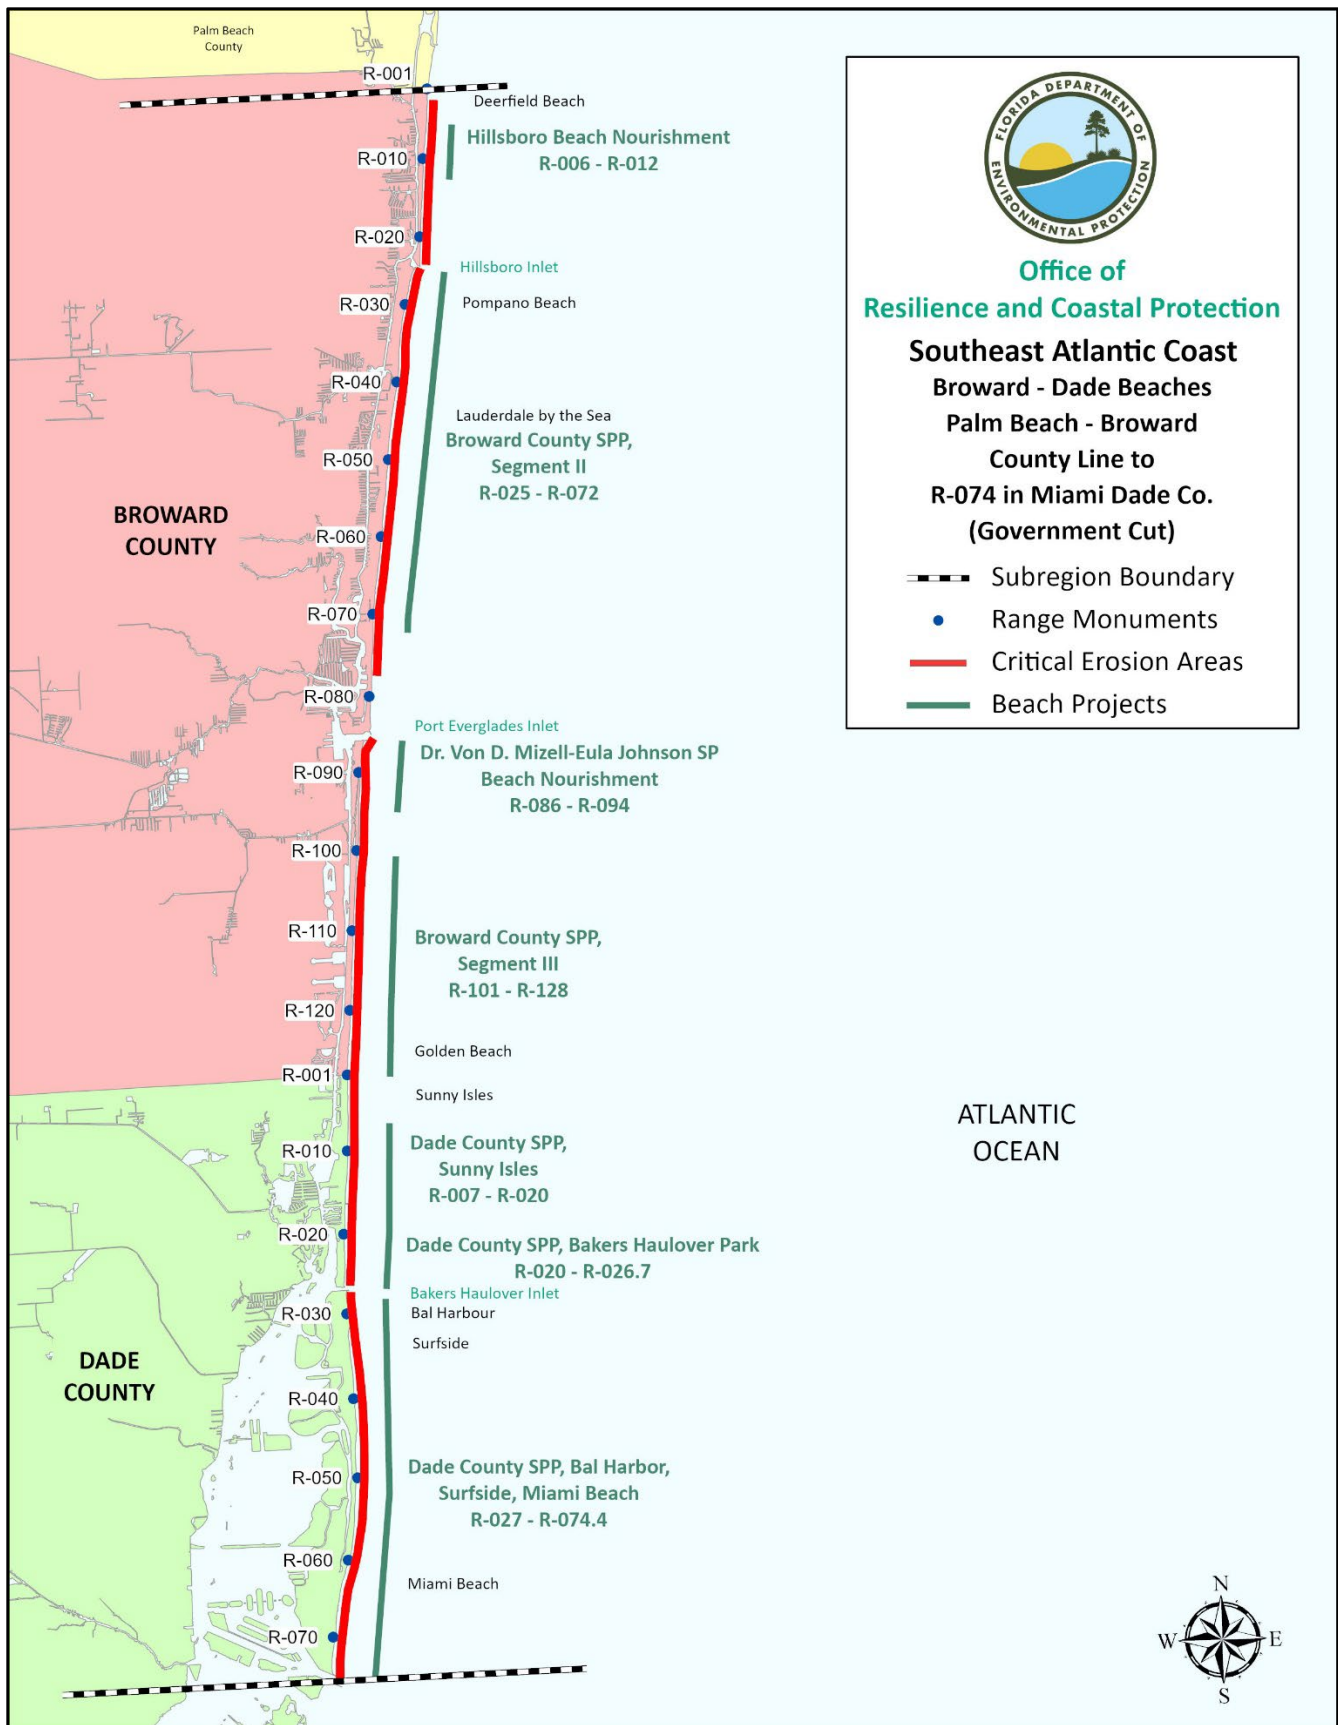 Palm Beach
County
R-001
Deerfield Beach
Hillsboro Beach Nourishment
R-006 - R-012
R-010
R-020
Hillsboro Inlet
R-030
Pompano Beach
R-040
Lauderdale by the Sea
Broward County SPP,
Segment II
R-025 - R-072
R-050
BROWARD
COUNTY
R-060
R-070
R-080
Port Everglades Inlet
Dr. Von D. Mizell-Eula Johnson SP
Beach Nourishment
R-086 - R-094
R-090
R-100
R-110
Broward County SPP,
Segment III
R-101 - R-128
R-120
Golden Beach
R-001
Sunny Isles
R-010
Dade County SPP,
Sunny Isles
R-007 - R-020
R-020
Dade County SPP, Bakers Haulover Park
R-020 - R-026.7
Bakers Haulover Inlet
R-030
Bal Harbour
Surfside
DADE
COUNTY
R-040
R-050
Dade County SPP, Bal Harbor,
Surfside, Miami Beach
R-027 - R-074.4
R-060
Miami Beach
R-070
FLORIDA DEPARTMENT OF
ENVIRONMENTAL PROTECTION
Office of
Resilience and Coastal Protection
Southeast Atlantic Coast
Broward - Dade Beaches
Palm Beach - Broward
County Line to
R-074 in Miami Dade Co.
(Government Cut)
Subregion Boundary
Range Monuments
Critical Erosion Areas
Beach Projects
ATLANTIC
OCEAN
N
W
E
S